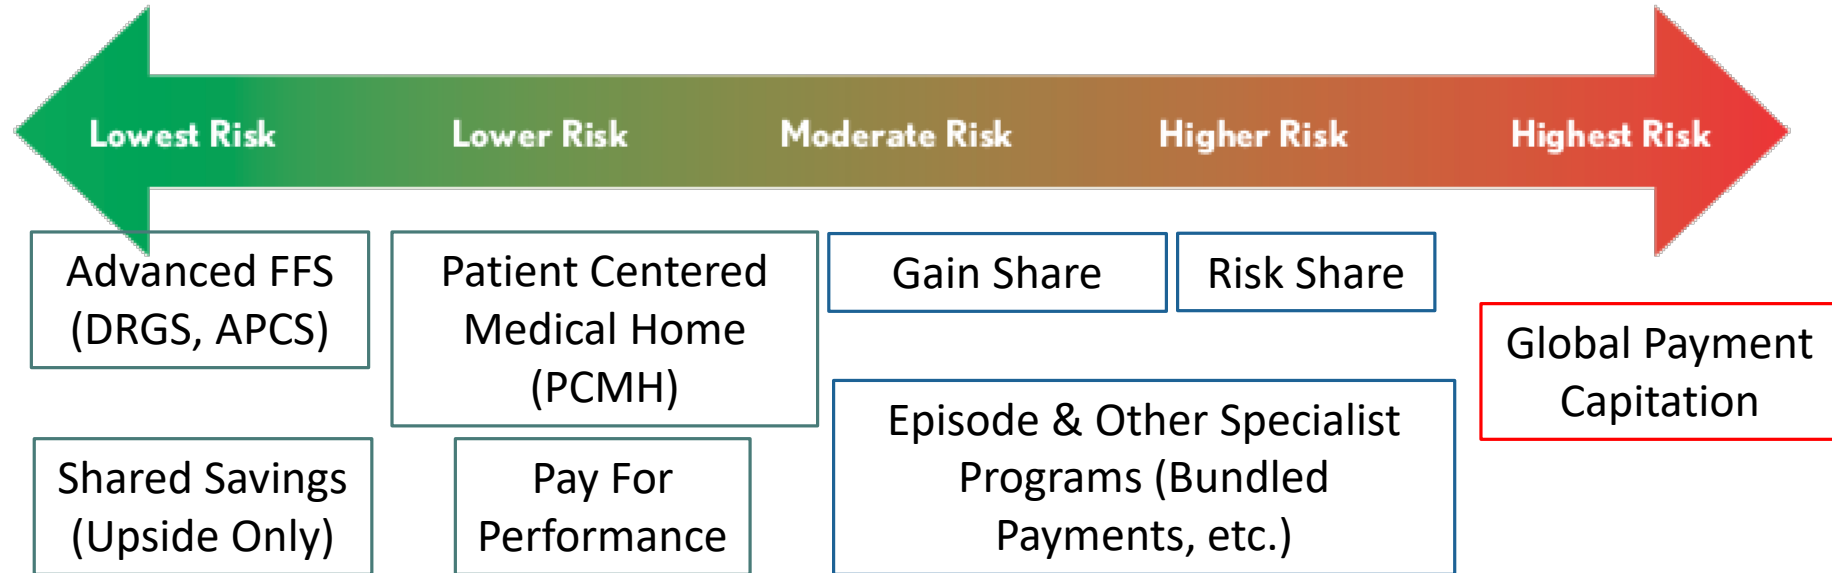 Lowest Risk
Lower Risk
Moderate Risk
Higher Risk
Highest Risk
Advanced FFS
(DRGS, APCS)
Patient Centered
Medical Home
(PCMH)
Gain Share
Risk Share
Global Payment
Capitation
Shared Savings
(Upside Only)
Pay For
Performance
Episode & Other Specialist
Programs (Bundled
Payments, etc.)